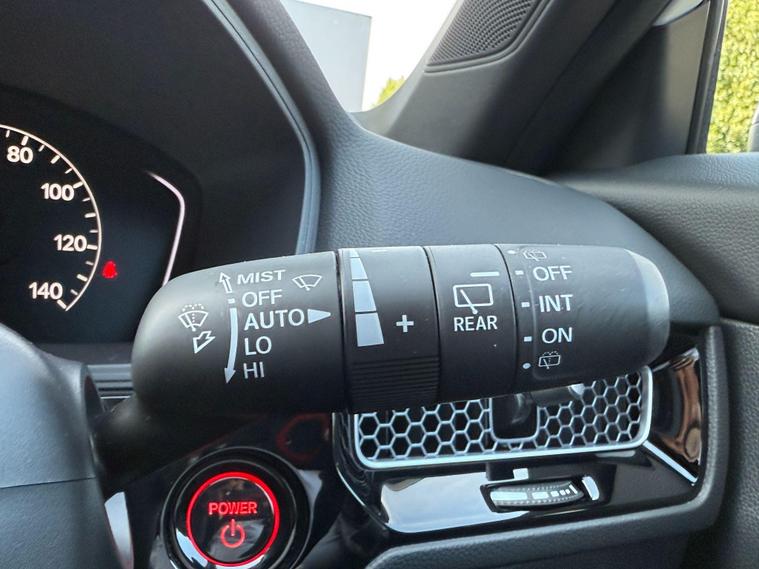 80
100
120
140
MIST
OFF
AUTO
LO
HI
+
REAR
OFF
INT
ON
POWER